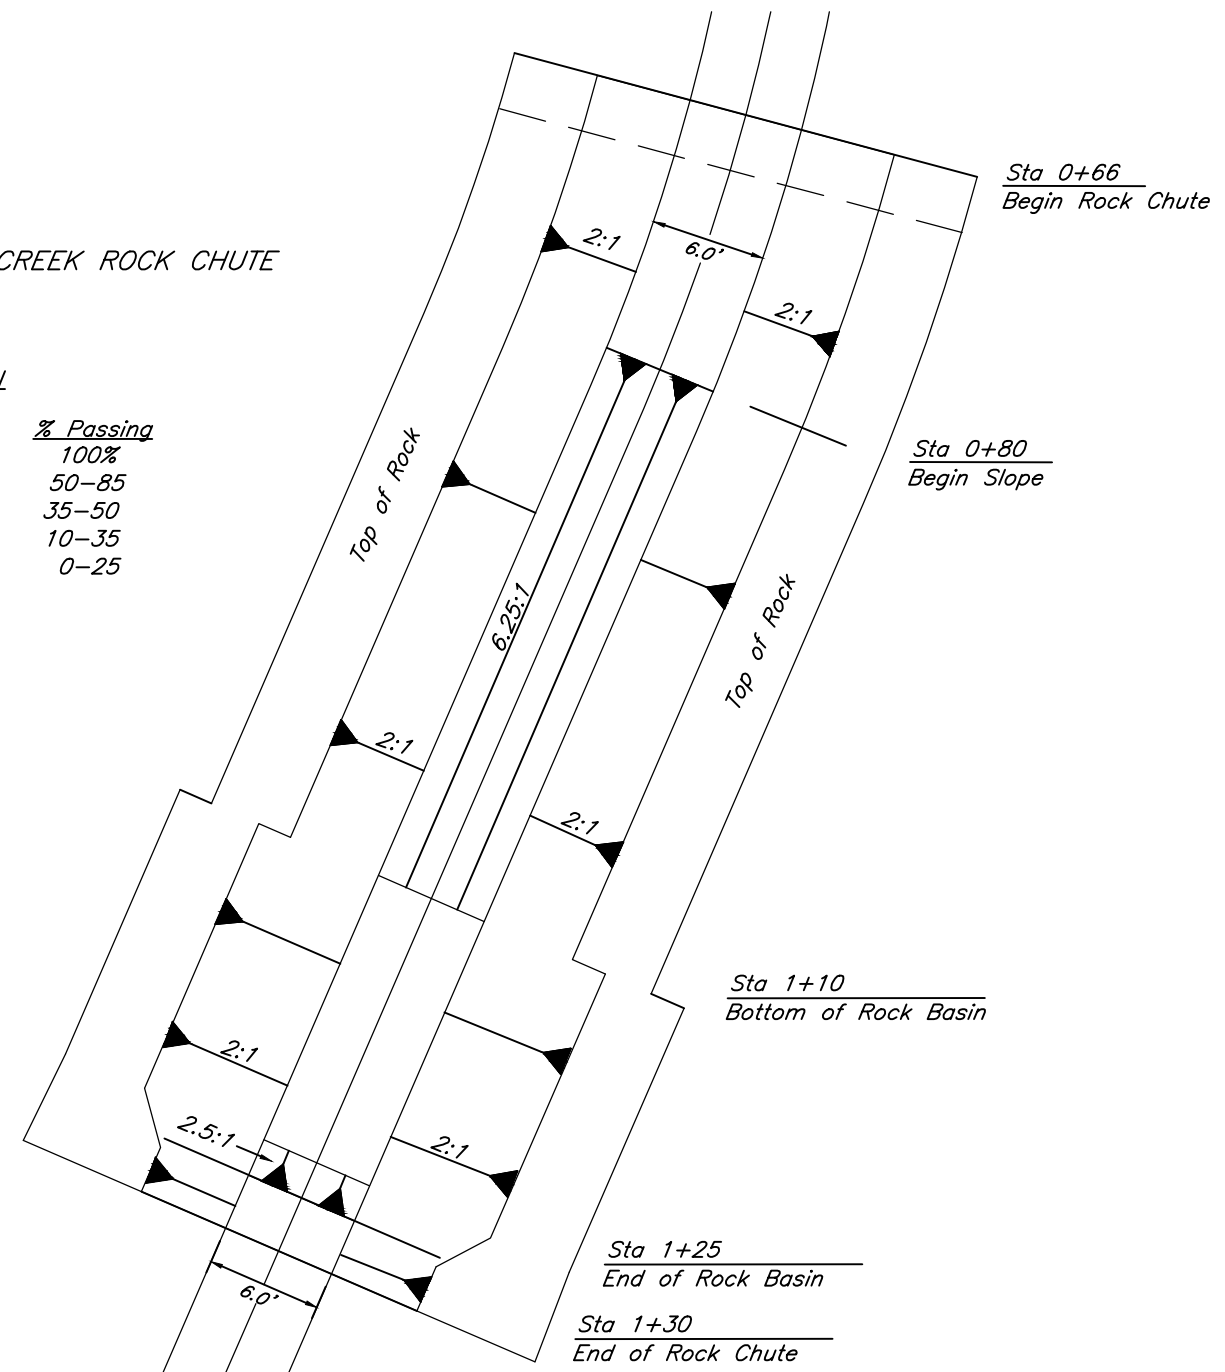 Sta 0+66
Begin Rock Chute
2:1
6.0'
CREEK ROCK CHUTE
2:1
% Passing
100%
50-85
35-50
10-35
0-25
Top of Rock
Sta 0+80
Begin Slope
6.25:1
Top of Rock
2:1
2:1
Sta 1+10
Bottom of Rock Basin
2:1
2.5:1
2:1
Sta 1+25
End of Rock Basin
6.0'
Sta 1+30
End of Rock Chute